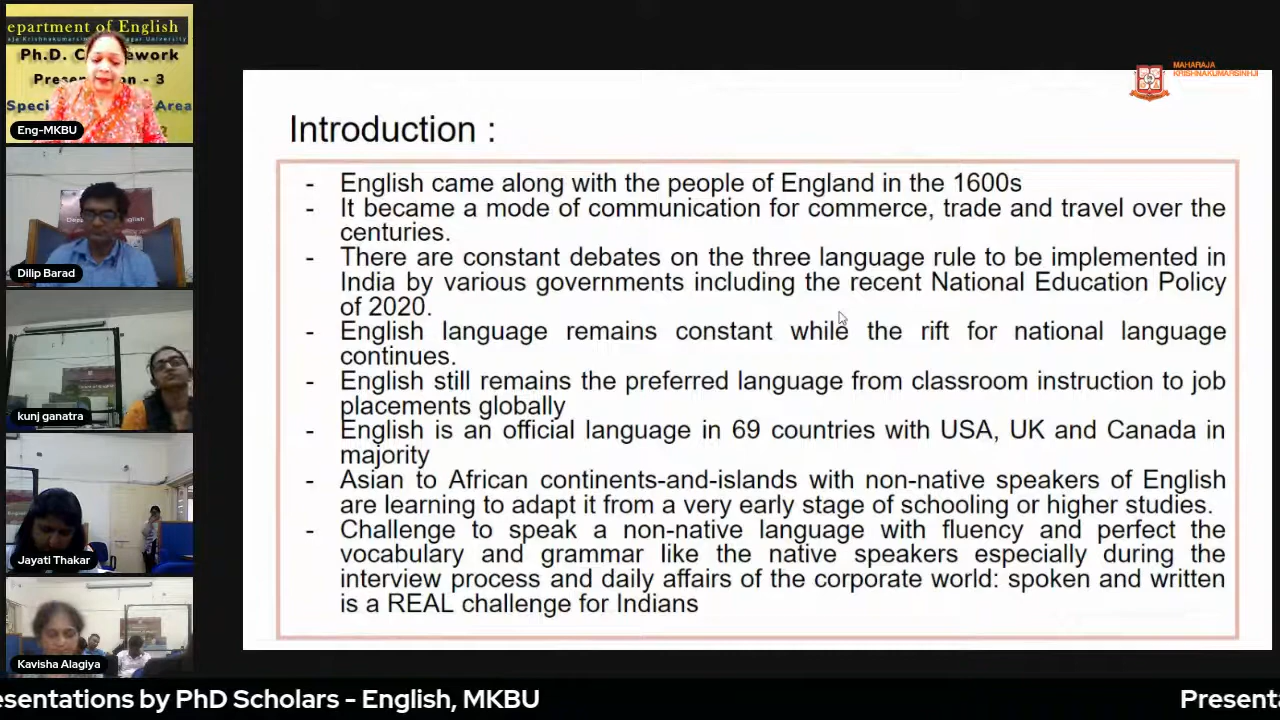 epartment of English
Ph.D. C
ework
Prese
on - 3
Speci
Area
Eng-MKBU
Dilip Barad
kunj ganatra
Jayati Thakar
Kavisha Alagiya
MAHARAJA
KRISHNAKUMARSINHJI
Introduction :
- English came along with the people of England in the 1600s
- It became a mode of communication for commerce, trade and travel over the
centuries.
- There are constant debates on the three language rule to be implemented in
India by various governments including the recent National Education Policy
of 2020.
- English language remains constant while the rift for national language
continues.
- English still remains the preferred language from classroom instruction to job
placements globally
- English is an official language in 69 countries with USA, UK and Canada in
majority
- Asian to African continents-and-islands with non-native speakers of English
are learning to adapt it from a very early stage of schooling or higher studies.
- Challenge to speak a non-native language with fluency and perfect the
vocabulary and grammar like the native speakers especially during the
interview process and daily affairs of the corporate world: spoken and written
is a REAL challenge for Indians
esentations by PhD Scholars - English, MKBU
Presenta